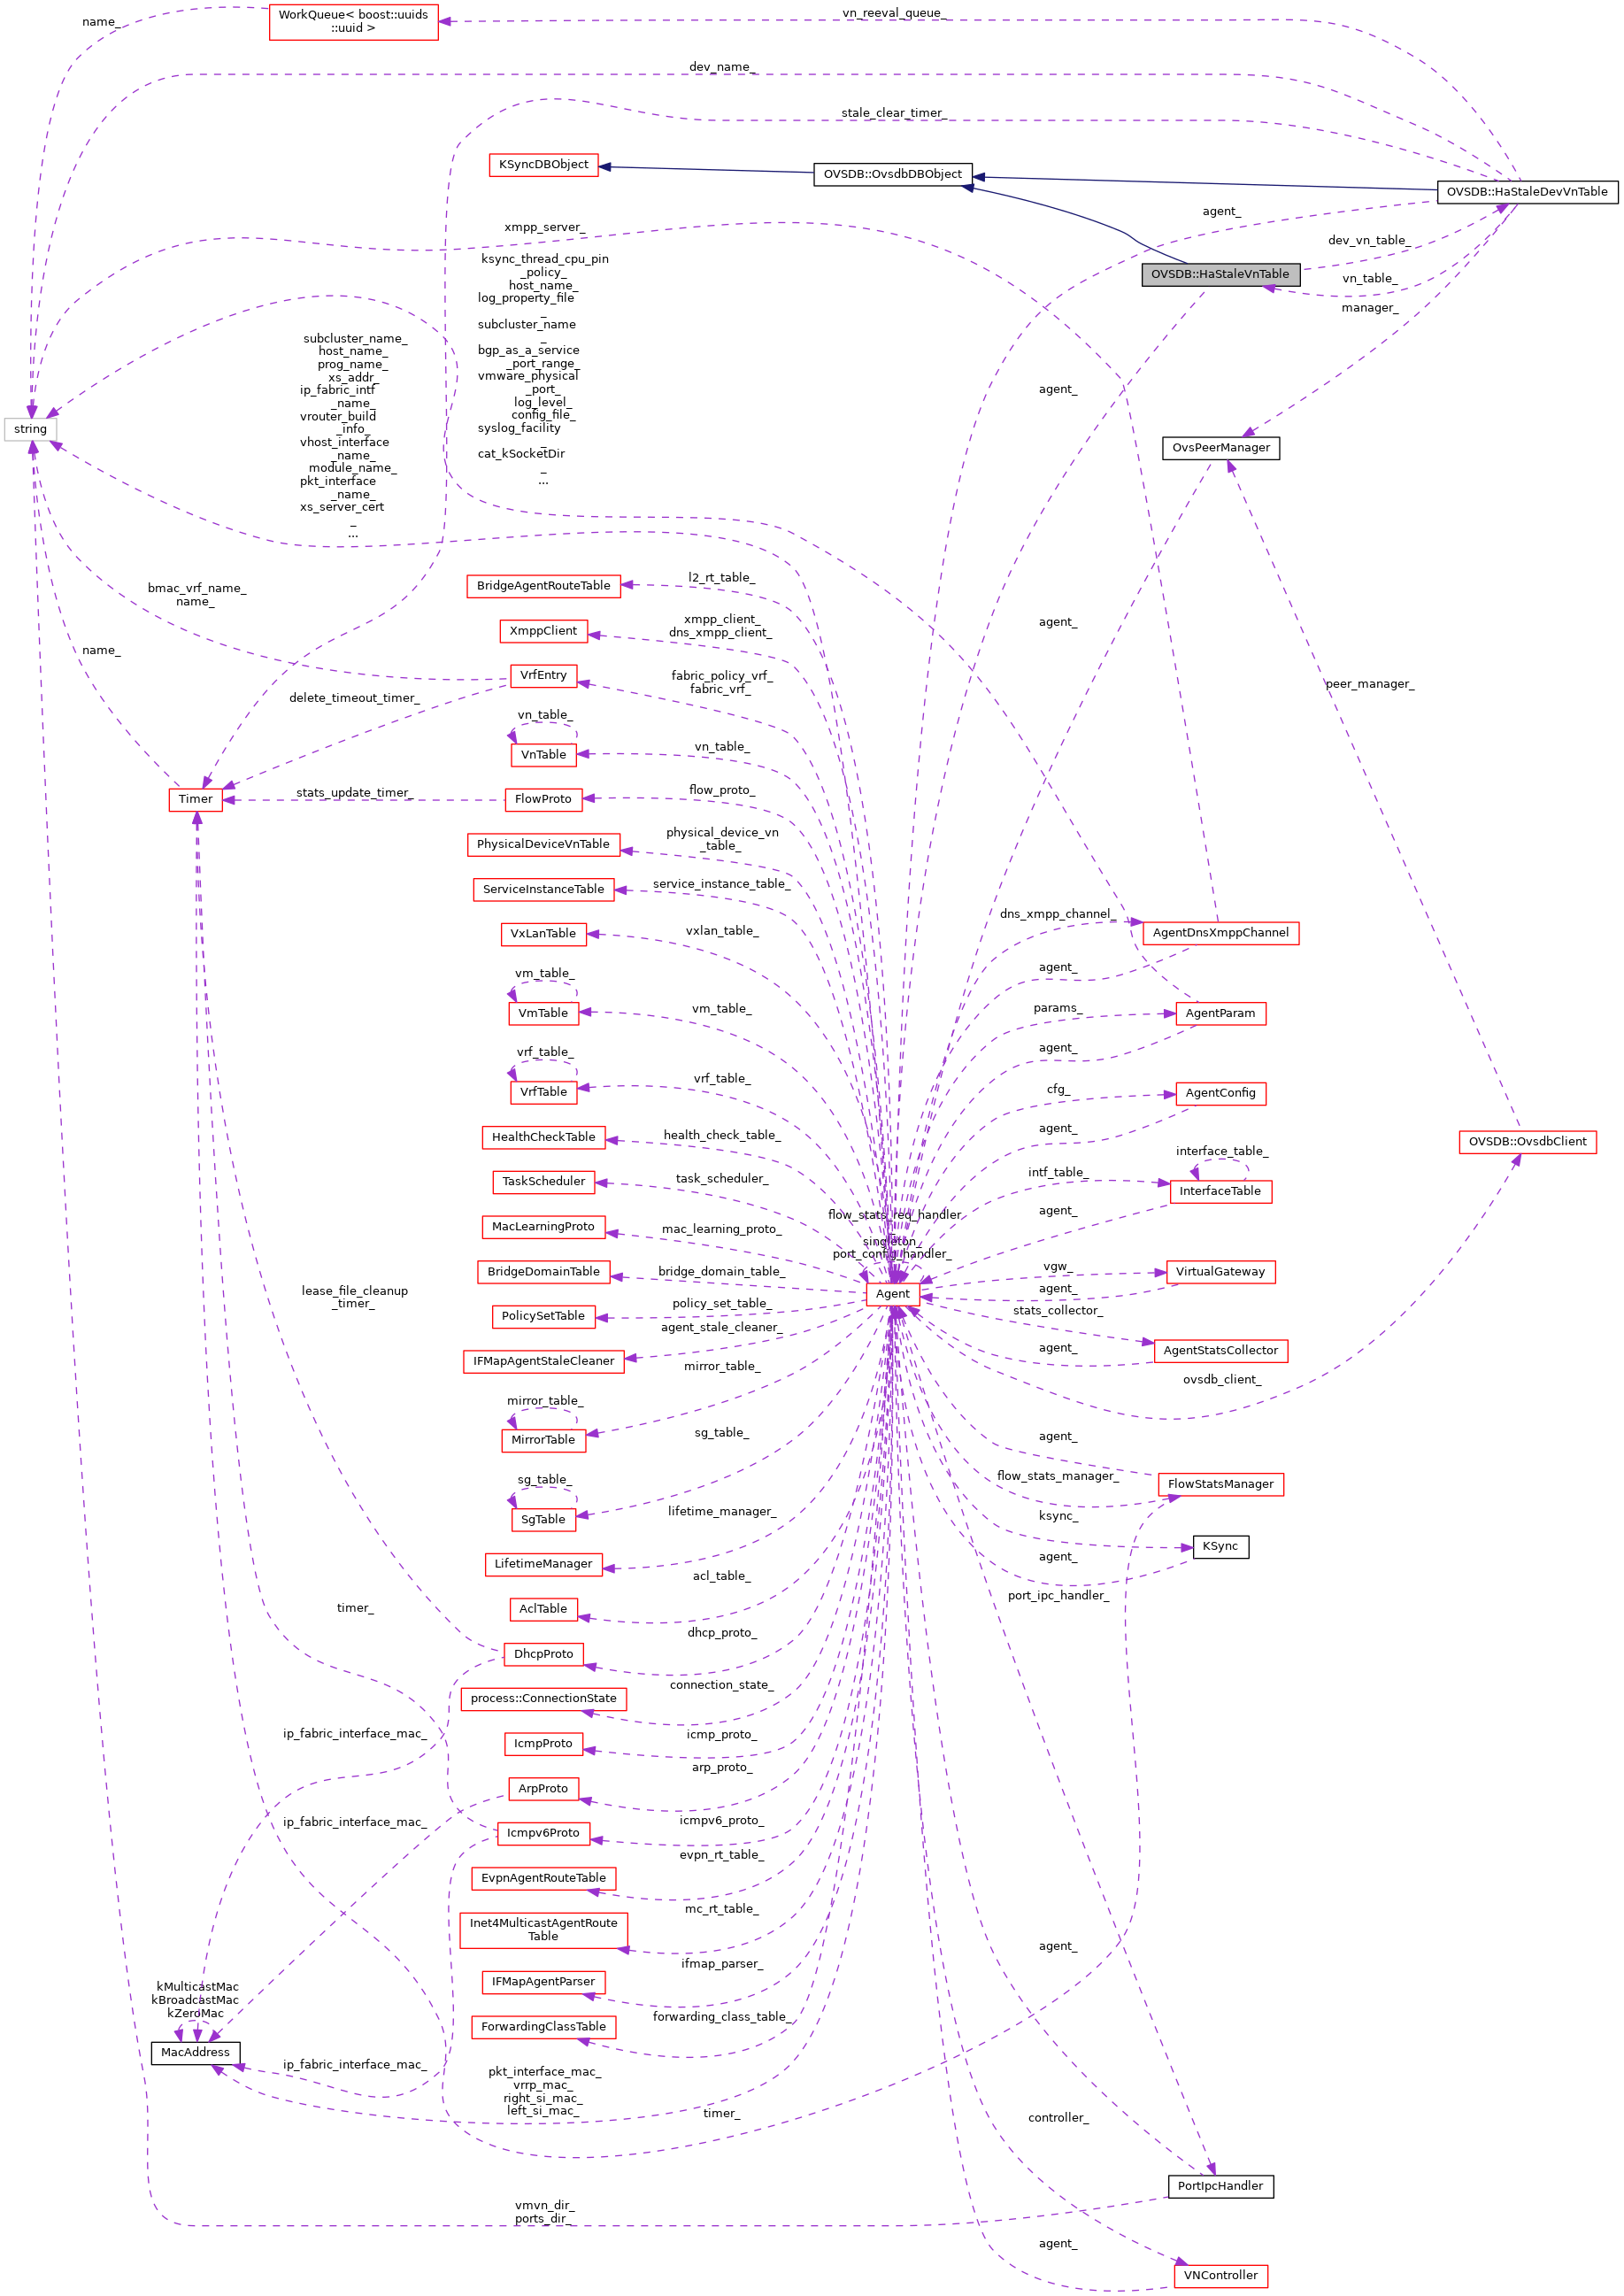 name_
WorkQueue< boost::uuids
::uuid >
vn_reeval_queue_
dev_name_
stale_clear_timer_
KSyncDBObject
OVSDB::OvsdbDBObject
OVSDB::HaStaleDevVnTable
agent_
xmpp_server_
dev_vn_table_
OVSDB::HaStaleVnTable
vn_table_
manager_
ksync_thread_cpu_pin
_policy_
host_name_
log_property_file
_
subcluster_name
_
bgp_as_a_service
_port_range_
vmware_physical
_port_
log_level_
config_file_
syslog_facility
_
cat_kSocketDir
_
...
subcluster_name_
host_name_
prog_name_
xs_addr_
ip_fabric_intf
_name_
vrouter_build
_info_
vhost_interface
_name_
module_name_
pkt_interface
_name_
xs_server_cert
_
...
agent_
string
OvsPeerManager
bmac_vrf_name_
name_
BridgeAgentRouteTable
l2_rt_table_
XmppClient
xmpp_client_
dns_xmpp_client_
agent_
name_
VrfEntry
fabric_policy_vrf_
fabric_vrf_
peer_manager_
delete_timeout_timer_
vn_table_
VnTable
vn_table_
Timer
stats_update_timer_
FlowProto
flow_proto_
PhysicalDeviceVnTable
physical_device_vn
_table_
ServiceInstanceTable
service_instance_table_
VxLanTable
vxlan_table_
dns_xmpp_channel_
AgentDnsXmppChannel
agent_
vm_table_
VmTable
vm_table_
params_
AgentParam
agent_
vrf_table_
VrfTable
vrf_table_
cfg_
AgentConfig
agent_
HealthCheckTable
health_check_table_
OVSDB::OvsdbClient
interface_table_
TaskScheduler
task_scheduler_
intf_table_
InterfaceTable
agent_
MacLearningProto
mac_learning_proto_
flow_stats_req_handler
_
singleton_
port_config_handler_
BridgeDomainTable
bridge_domain_table_
vgw_
VirtualGateway
agent_
Agent
lease_file_cleanup
_timer_
PolicySetTable
policy_set_table_
stats_collector_
IFMapAgentStaleCleaner
agent_stale_cleaner_
agent_
AgentStatsCollector
mirror_table_
ovsdb_client_
mirror_table_
MirrorTable
sg_table_
agent_
sg_table_
SgTable
flow_stats_manager_
FlowStatsManager
lifetime_manager_
ksync_
KSync
LifetimeManager
agent_
acl_table_
port_ipc_handler_
AclTable
timer_
dhcp_proto_
DhcpProto
connection_state_
process::ConnectionState
ip_fabric_interface_mac_
IcmpProto
icmp_proto_
arp_proto_
ArpProto
ip_fabric_interface_mac_
icmpv6_proto_
Icmpv6Proto
evpn_rt_table_
EvpnAgentRouteTable
mc_rt_table_
Inet4MulticastAgentRoute
Table
agent_
ifmap_parser_
IFMapAgentParser
kMulticastMac
kBroadcastMac
kZeroMac
forwarding_class_table_
ForwardingClassTable
MacAddress
ip_fabric_interface_mac_
pkt_interface_mac_
vrrp_mac_
right_si_mac_
left_si_mac_
timer_
controller_
PortIpcHandler
vmvn_dir_
ports_dir_
agent_
VNController